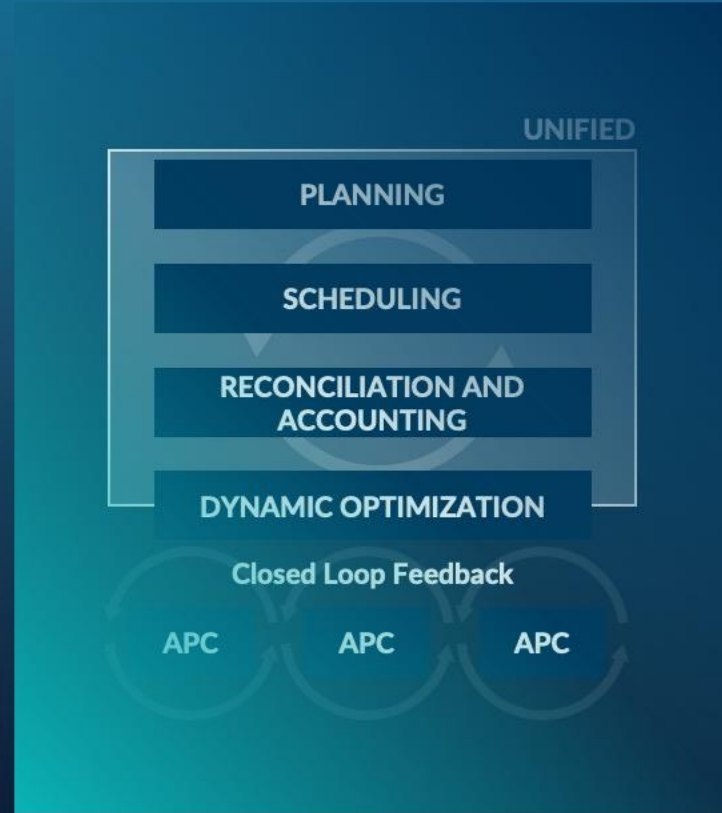 UNIFIED
PLANNING
SCHEDULING
RECONCILIATION AND
ACCOUNTING
DYNAMIC OPTIMIZATION
Closed Loop Feedback
APC APC APC